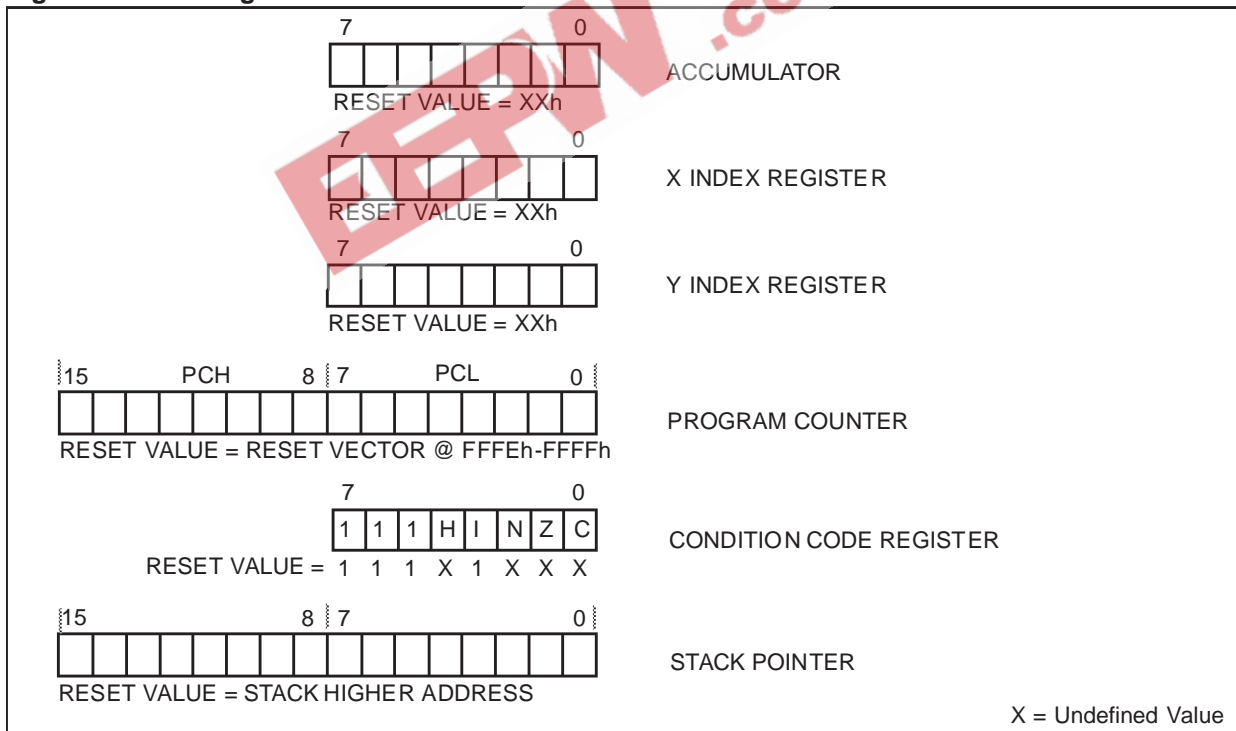 7 0
ACCUMULATOR
RESET VALUE = XXh
7 0
X INDEX REGISTER
RESET VALUE = XXh
7 0
Y INDEX REGISTER
RESET VALUE = XXh
15 PCH 8 7 PCL 0
PROGRAM COUNTER
RESET VALUE = RESET VECTOR @ FFFEh-FFFFh
7 0
1 1 1 H I N Z C
CONDITION CODE REGISTER
RESET VALUE = 1 1 1 X 1 X X X
15 8 7 0
STACK POINTER
RESET VALUE = STACK HIGHER ADDRESS
X = Undefined Value
EEPW